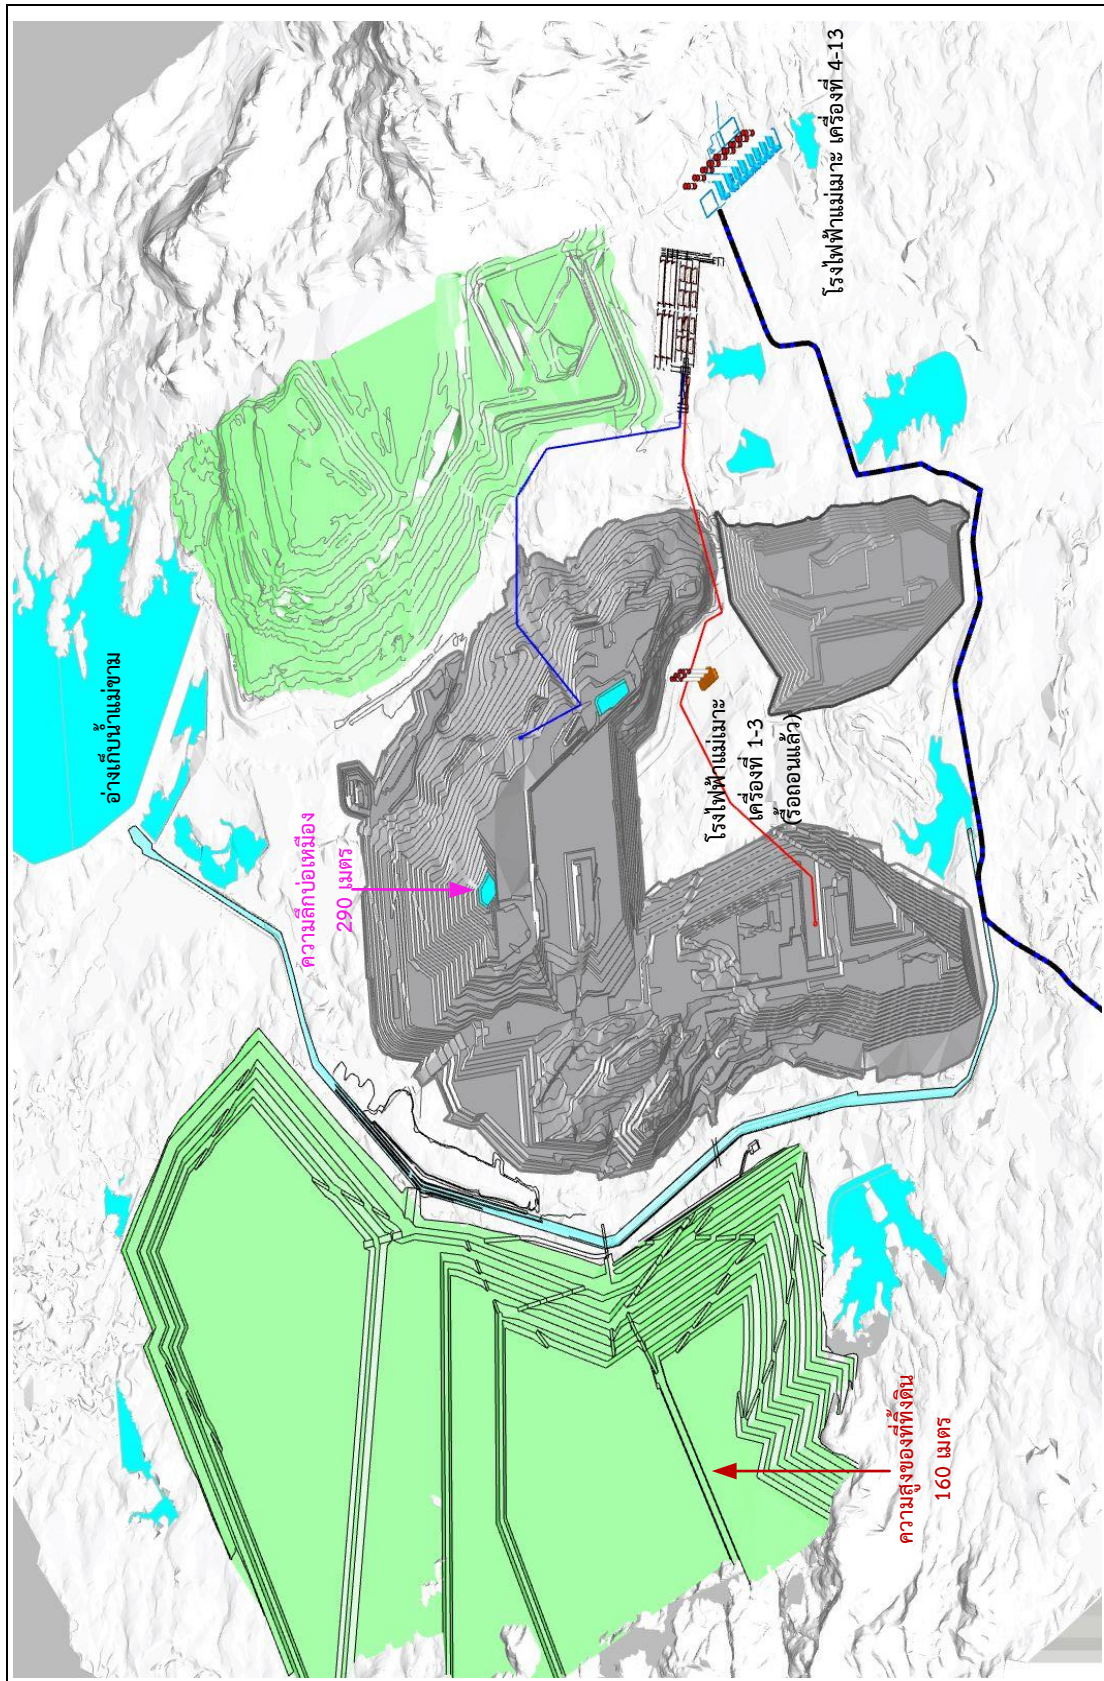 อ่างเก็บน้ำแม่ขาม
ความลึกบ่อเหมือง
290 เมตร
โรงไฟฟ้าแม่เมาะ เครื่องที่ 4-13
โรงไฟฟ้าแม่เมาะ
เครื่องที่ 1-3
(รื้อถอนแล้ว)
ความสูงของที่ทิ้งดิน
160 เมตร